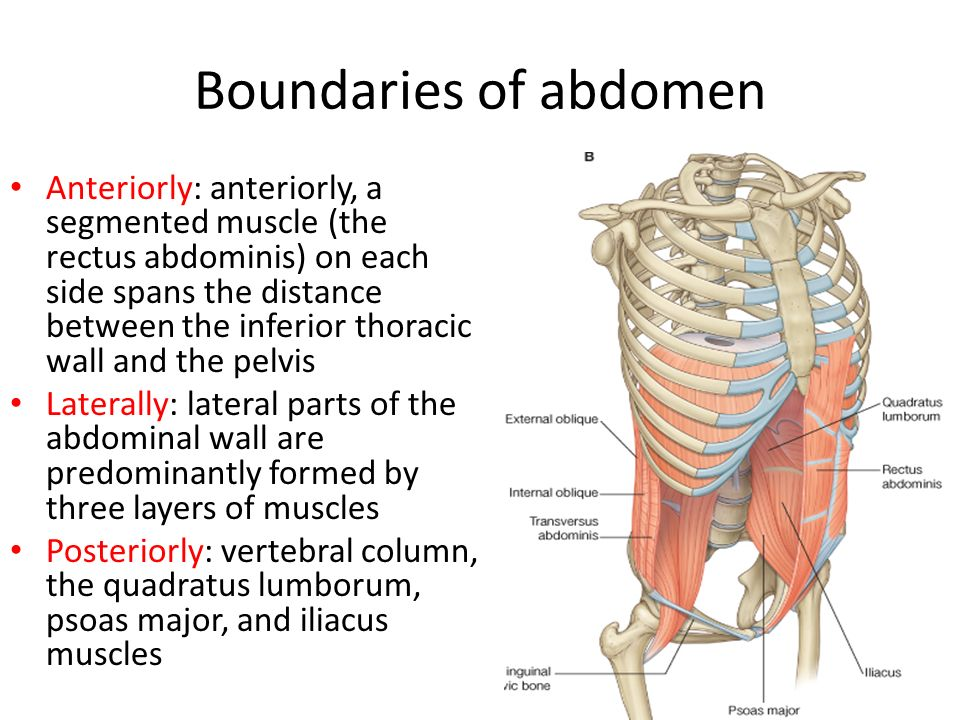 Boundaries of abdomen
• Anteriorly: anteriorly, a
segmented muscle (the
rectus abdominis) on each
side spans the distance
between the inferior thoracic
wall and the pelvis
• Laterally: lateral parts of the
abdominal wall are
predominantly formed by
three layers of muscles
• Posteriorly: vertebral column,
the quadratus lumborum,
psoas major, and iliacus
muscles
B
External oblique
Internal oblique
Transversus
abdominis
Quadratus
lumborum
Rectus
abdominis
inguinal
vic bone
Psoas major
Iliacus